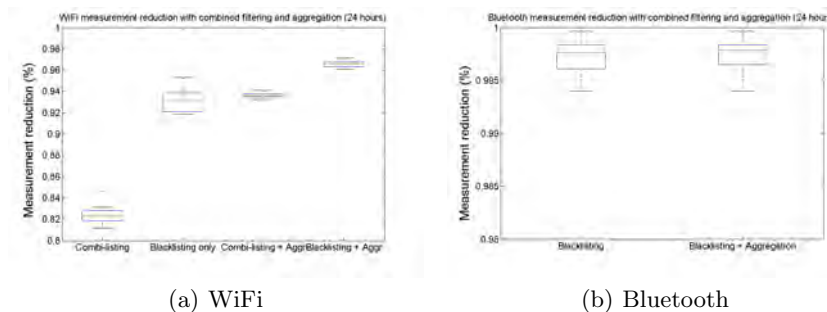 WiFi measurement reduction with combined filtering and aggregation (24 hours)
Measurement reduction (%)
1
0.98
0.96
0.94
0.92
0.9
0.88
0.86
0.84
0.82
0.8
Combi-listing Blacklisting only Combi-listing + Aggr Blacklisting + Aggr
(a) WiFi
Bluetooth measurement reduction with combined filtering and aggregation (24 hour
Measurement reduction (%)
1
0.995
0.99
0.985
0.98
Blacklisting Blacklisting + Aggregation
(b) Bluetooth